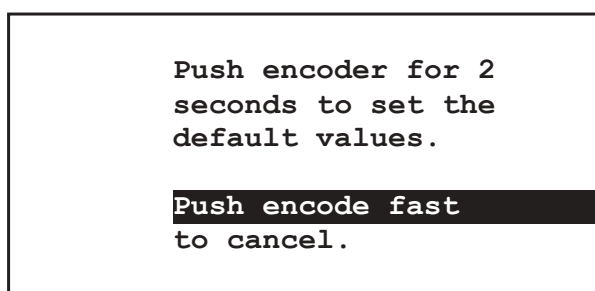 Push encoder for 2
seconds to set the
default values.
Push encode fast
to cancel.